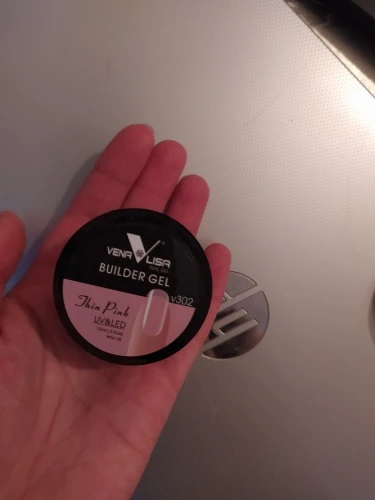 VENALISA
BUILDER GEL
V302
Thin Pink
UV&LED